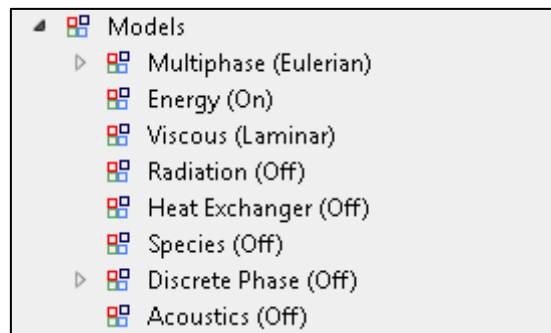 Models
Multiphase (Eulerian)
Energy (On)
Viscous (Laminar)
Radiation (Off)
Heat Exchanger (Off)
Species (Off)
Discrete Phase (Off)
Acoustics (Off)